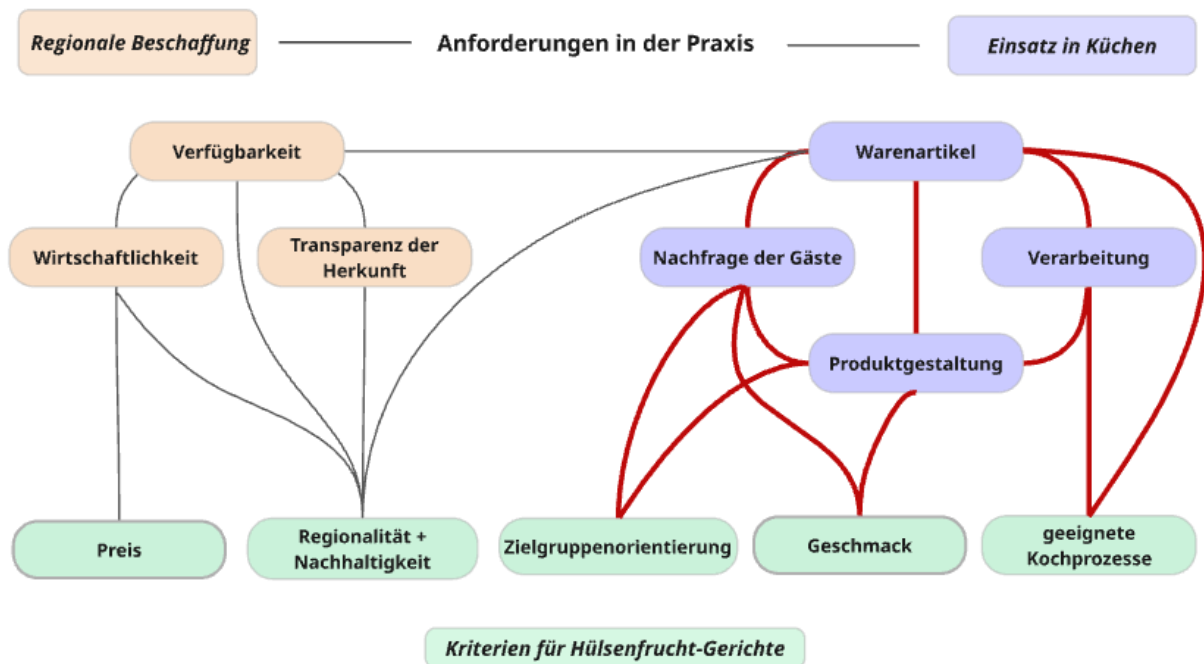 Regionale Beschaffung
Anforderungen in der Praxis
Einsatz in Küchen
Verfügbarkeit
Warenartikel
Wirtschaftlichkeit
Transparenz der
Herkunft
Nachfrage der Gäste
Verarbeitung
Produktgestaltung
Preis
Regionalität +
Nachhaltigkeit
Zielgruppenorientierung
Geschmack
geeignete
Kochprozesse
Kriterien für Hülsenfrucht-Gerichte